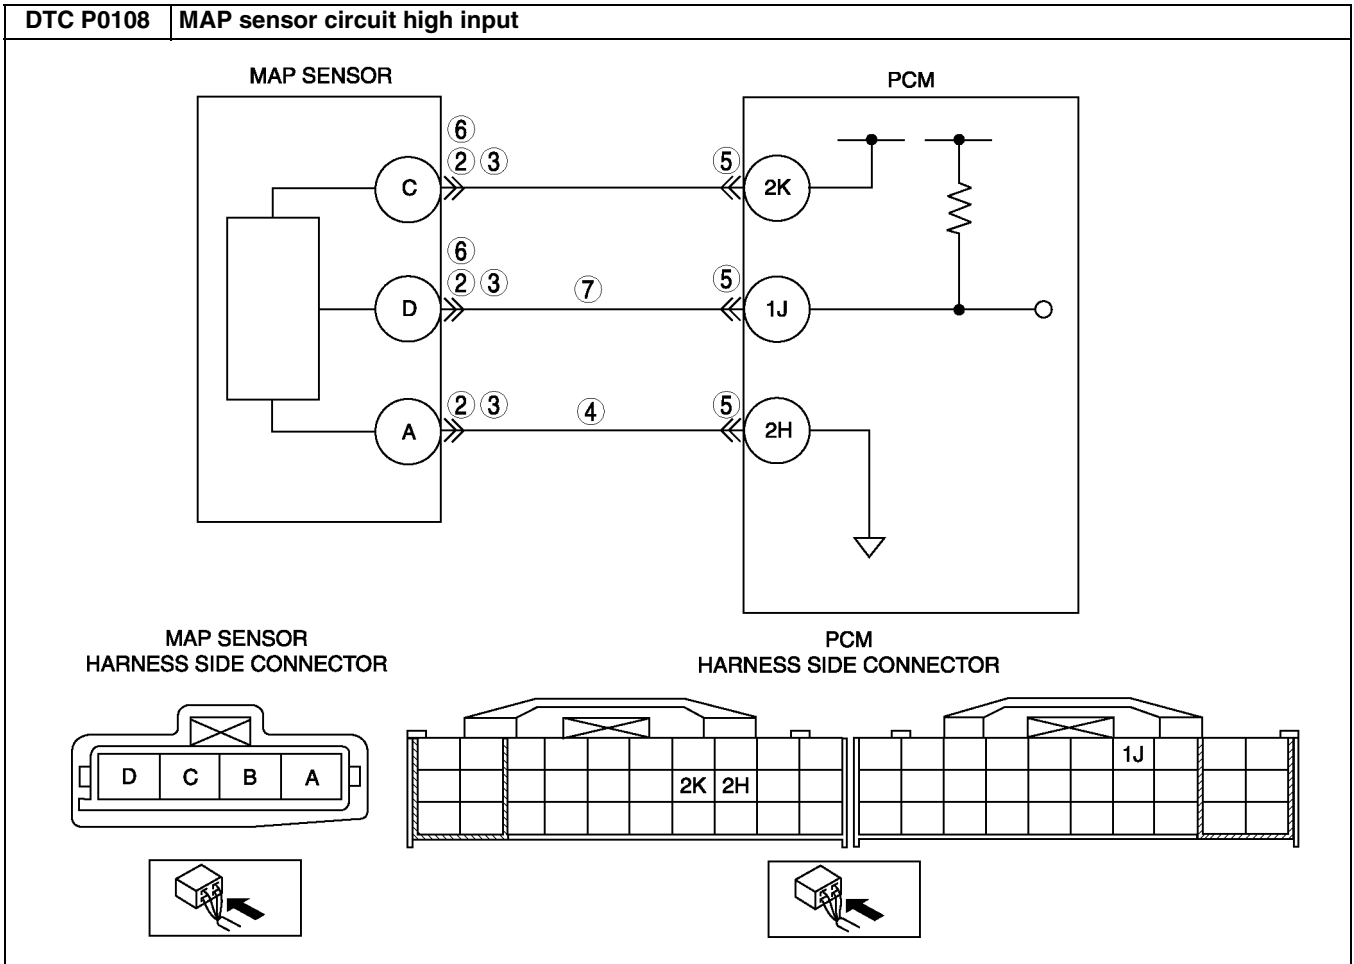 DTC P0108 MAP sensor circuit high input
MAP SENSOR
PCM
⑥
② ③
⑤
C
2K
⑥
② ③
⑦
⑤
D
1J
② ③
④
⑤
A
2H
MAP SENSOR
HARNESS SIDE CONNECTOR
PCM
HARNESS SIDE CONNECTOR
D C B A
2K 2H
1J